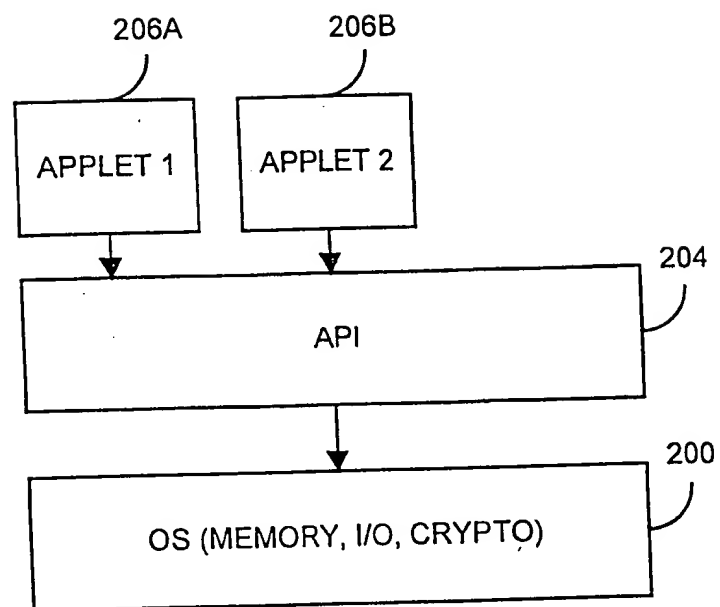 206A
206B
APPLET 1
APPLET 2
204
API
200
OS (MEMORY, I/O, CRYPTO)